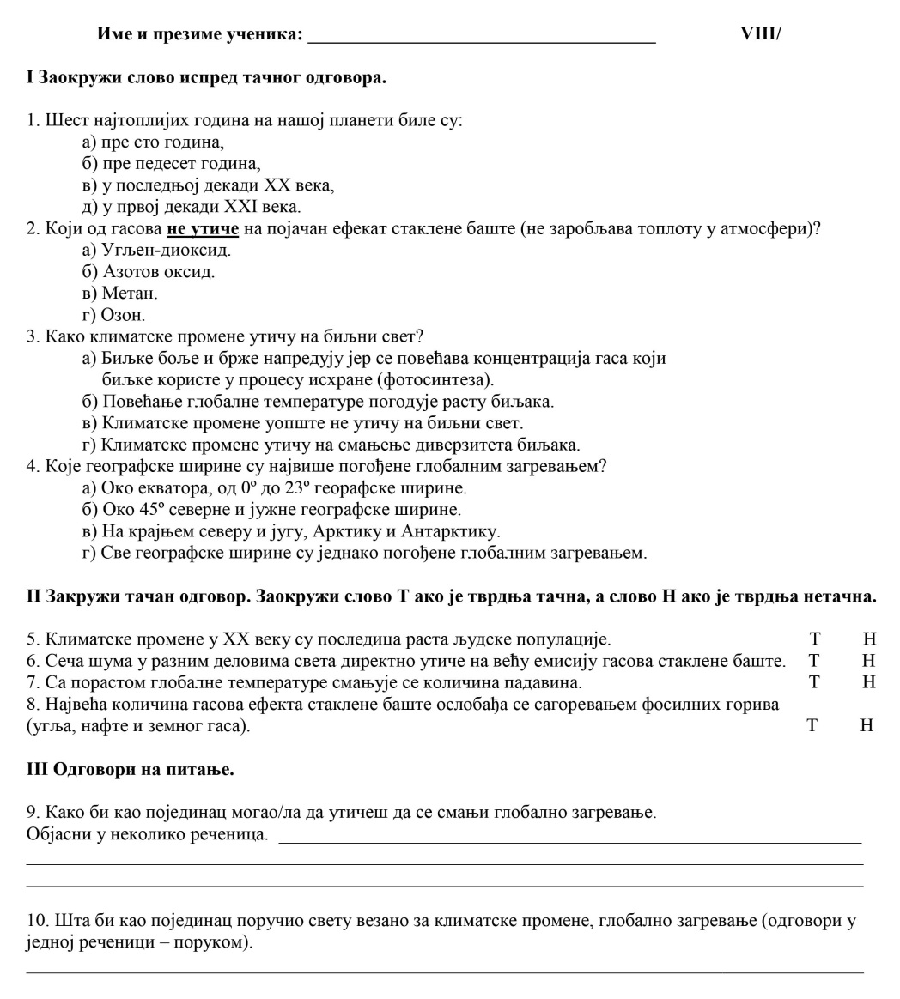 Име и презиме ученика: ________________________________________ VIII/
I Заокружи слово испред тачног одговора.
1. Шест најтоплијих година на нашој планети биле су:
а) пре сто година,
б) пре педесет година,
в) у последњој декади XX века,
д) у првој декади XXI века.
2. Који од гасова не утиче на појачан ефекат стаклене баште (не заробљава топлоту у атмосфери)?
а) Угљен-диоксид.
б) Азотов оксид.
в) Метан.
г) Озон.
3. Како климатске промене утичу на биљни свет?
а) Биљке боље и брже напредују јер се повећава концентрација гаса који
биљке користе у процесу исхране (фотосинтеза).
б) Повећање глобалне температуре погодује расту биљака.
в) Климатске промене уопште не утичу на биљни свет.
г) Климатске промене утичу на смањење диверзитета биљака.
4. Које географске ширине су највише погођене глобалним загревањем?
а) Око екватора, од 0º до 23º георафске ширине.
б) Око 45º северне и јужне географске ширине.
в) На крајњем северу и југу, Арктику и Антарктику.
г) Све географске ширине су једнако погођене глобалним загревањем.
II Закружи тачан одговор. Заокружи слово Т ако је тврдња тачна, а слово Н ако је тврдња нетачна.
5. Климатске промене у XX веку су последица раста људске популације. Т Н
6. Сеча шума у разним деловима света директно утиче на већу емисију гасова стаклене баште. Т Н
7. Са порастом глобалне температуре смањује се количина падавина. Т Н
8. Највећа количина гасова ефекта стаклене баште ослобађа се сагоревањем фосилних горива
(угља, нафте и земног гаса). Т Н
III Одговори на питање.
9. Како би као појединац могао/ла да утичеш да се смањи глобално загревање.
Објасни у неколико реченица. ____________________
10. Шта би као појединац поручио свету везано за климатске промене, глобално загревање (одговори у
једној реченици – поруком).